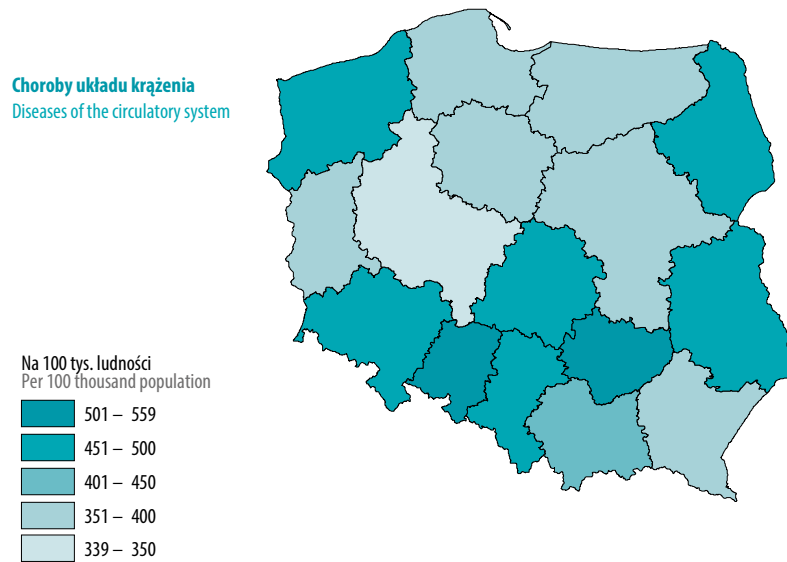 Choroby układu krążenia
Diseases of the circulatory system
Na 100 tys. ludności
Per 100 thousand population
501 – 559
451 – 500
401 – 450
351 – 400
339 – 350